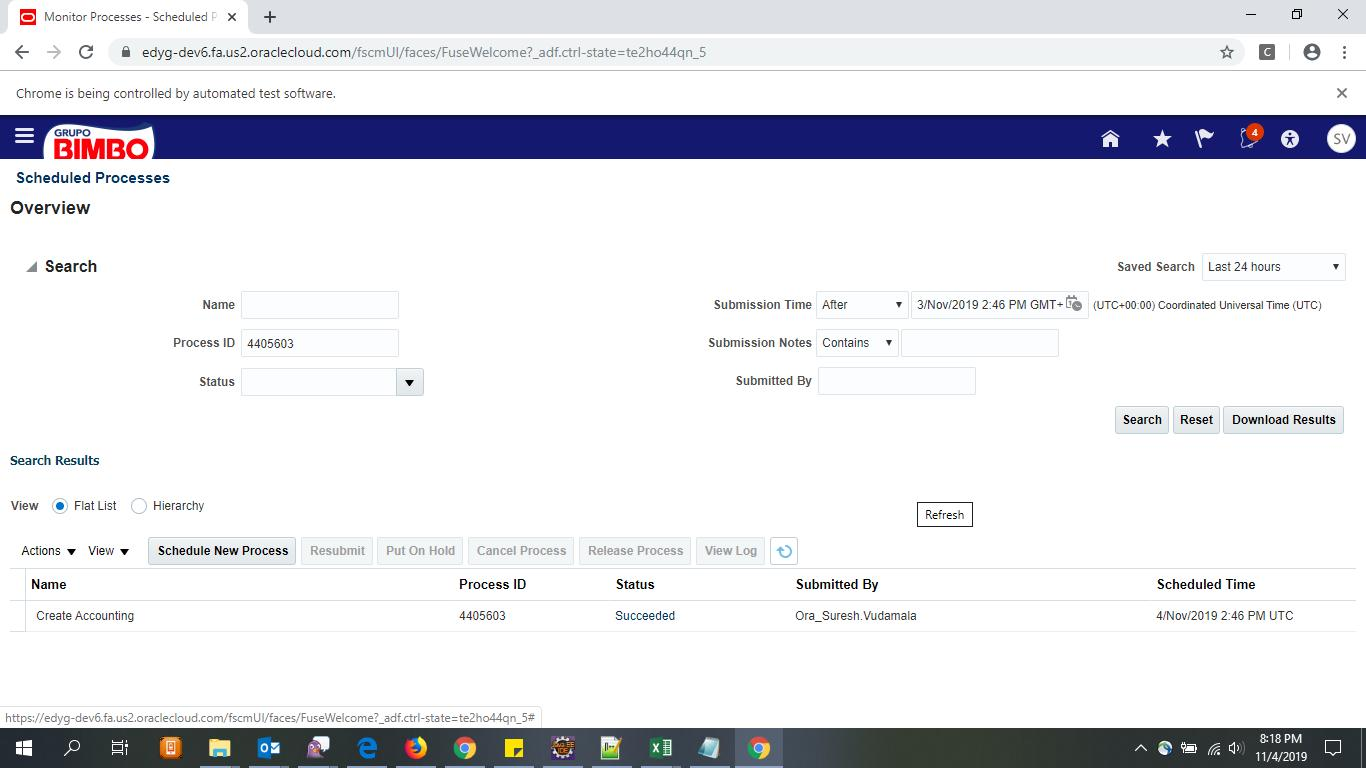 Monitor Processes - Scheduled P
edyg-dev6.fa.us2.oraclecloud.com/fscmUI/faces/FuseWelcome?_adf.ctrl-state=te2ho44qn_5
C
Chrome is being controlled by automated test software.
GRUPO
BIMBO
4
SV
Scheduled Processes
Overview
Search
Saved Search Last 24 hours
Name
Submission Time After 3/Nov/2019 2:46 PM GMT+ (UTC+00:00) Coordinated Universal Time (UTC)
Process ID 4405603
Submission Notes Contains
Status
Submitted By
Search Reset Download Results
Search Results
View Flat List Hierarchy
Refresh
Actions View Schedule New Process Resubmit Put On Hold Cancel Process Release Process View Log
Name Process ID Status Submitted By Scheduled Time
Create Accounting 4405603 Succeeded Ora_Suresh.Vudamala 4/Nov/2019 2:46 PM UTC
https://edyg-dev6.fa.us2.oraclecloud.com/fscmUI/faces/FuseWelcome?_adf.ctrl-state=te2ho44qn_5#
8:18 PM
11/4/2019